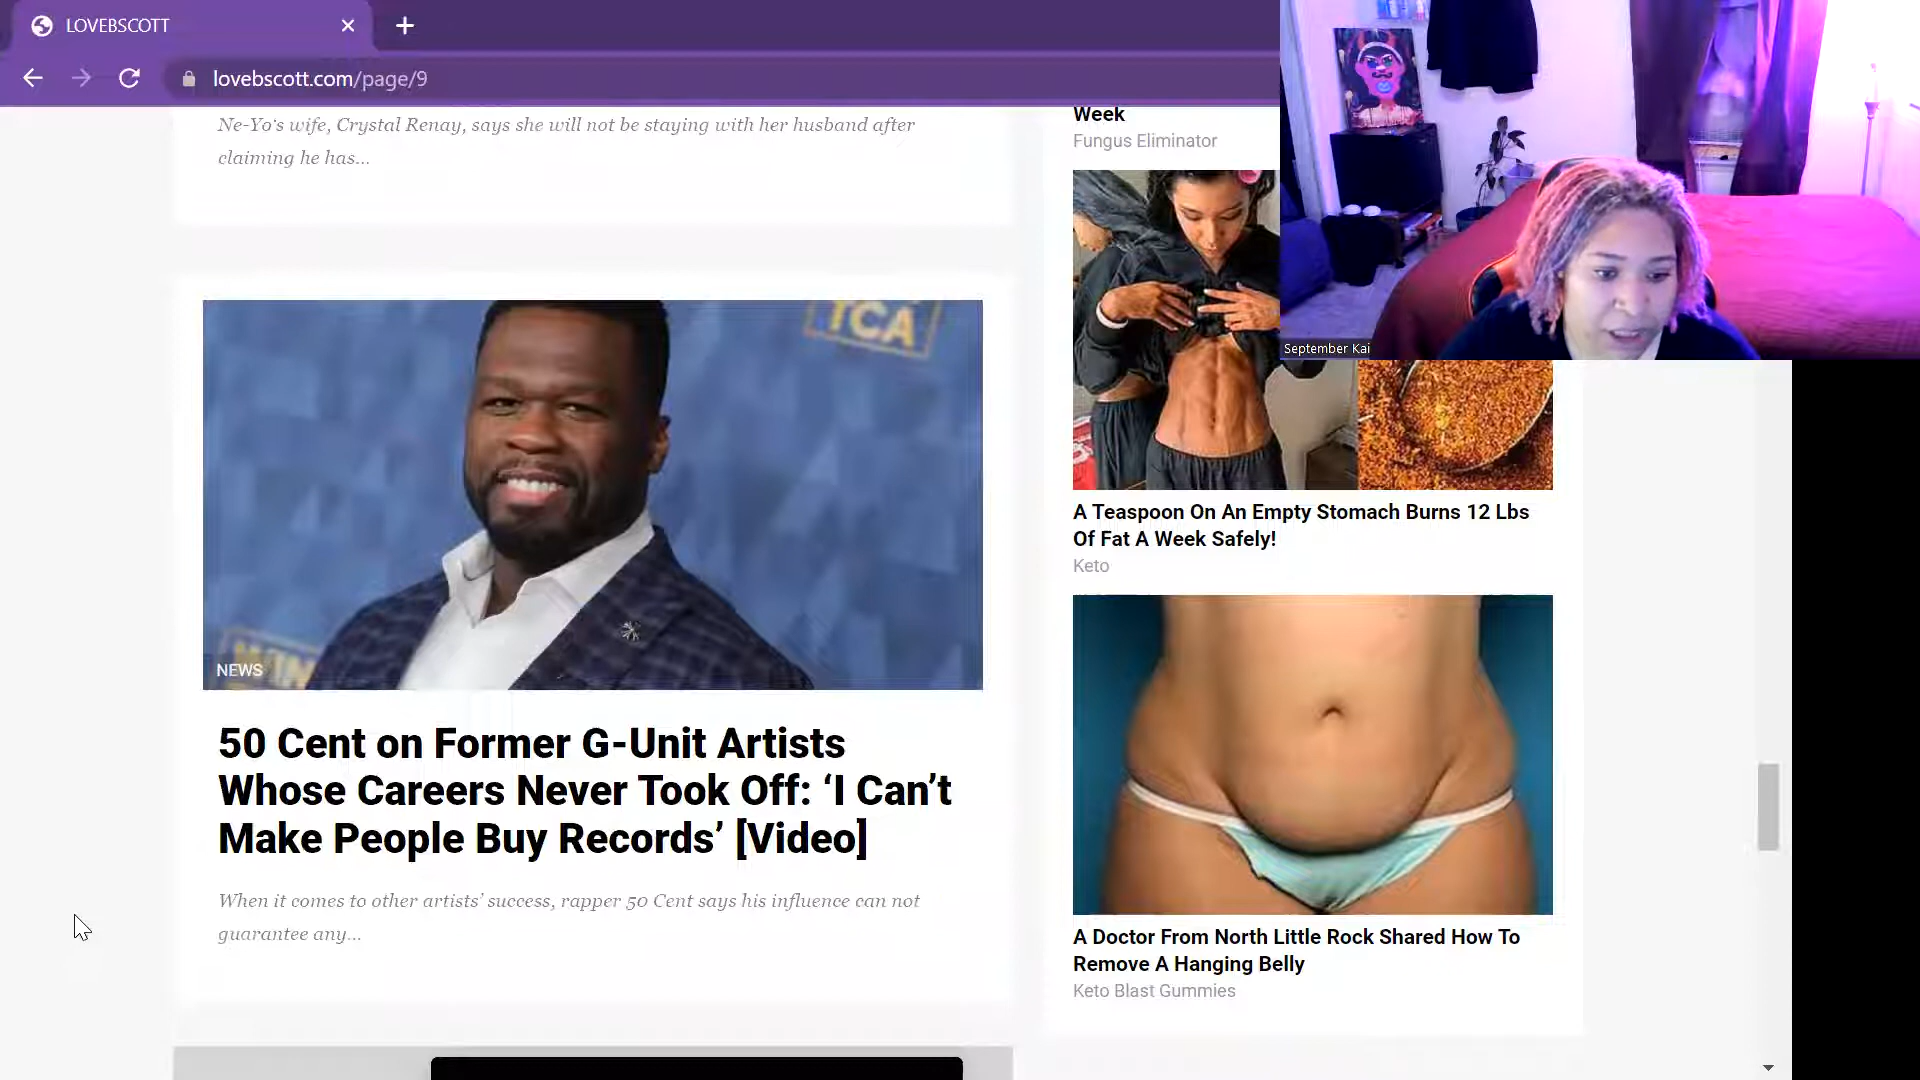 LOVEBSCOTT
lovebscott.com/page/9
Ne-Yo's wife, Crystal Renay, says she will not be staying with her husband after
claiming he has...
TCA
NEWS
WIN
50 Cent on Former G-Unit Artists
Whose Careers Never Took Off: ‘I Can’t
Make People Buy Records’ [Video]
When it comes to other artists’ success, rapper 50 Cent says his influence can not
guarantee any...
Week
Fungus Eliminator
A Teaspoon On An Empty Stomach Burns 12 Lbs
Of Fat A Week Safely!
Keto
A Doctor From North Little Rock Shared How To
Remove A Hanging Belly
Keto Blast Gummies
September Kai